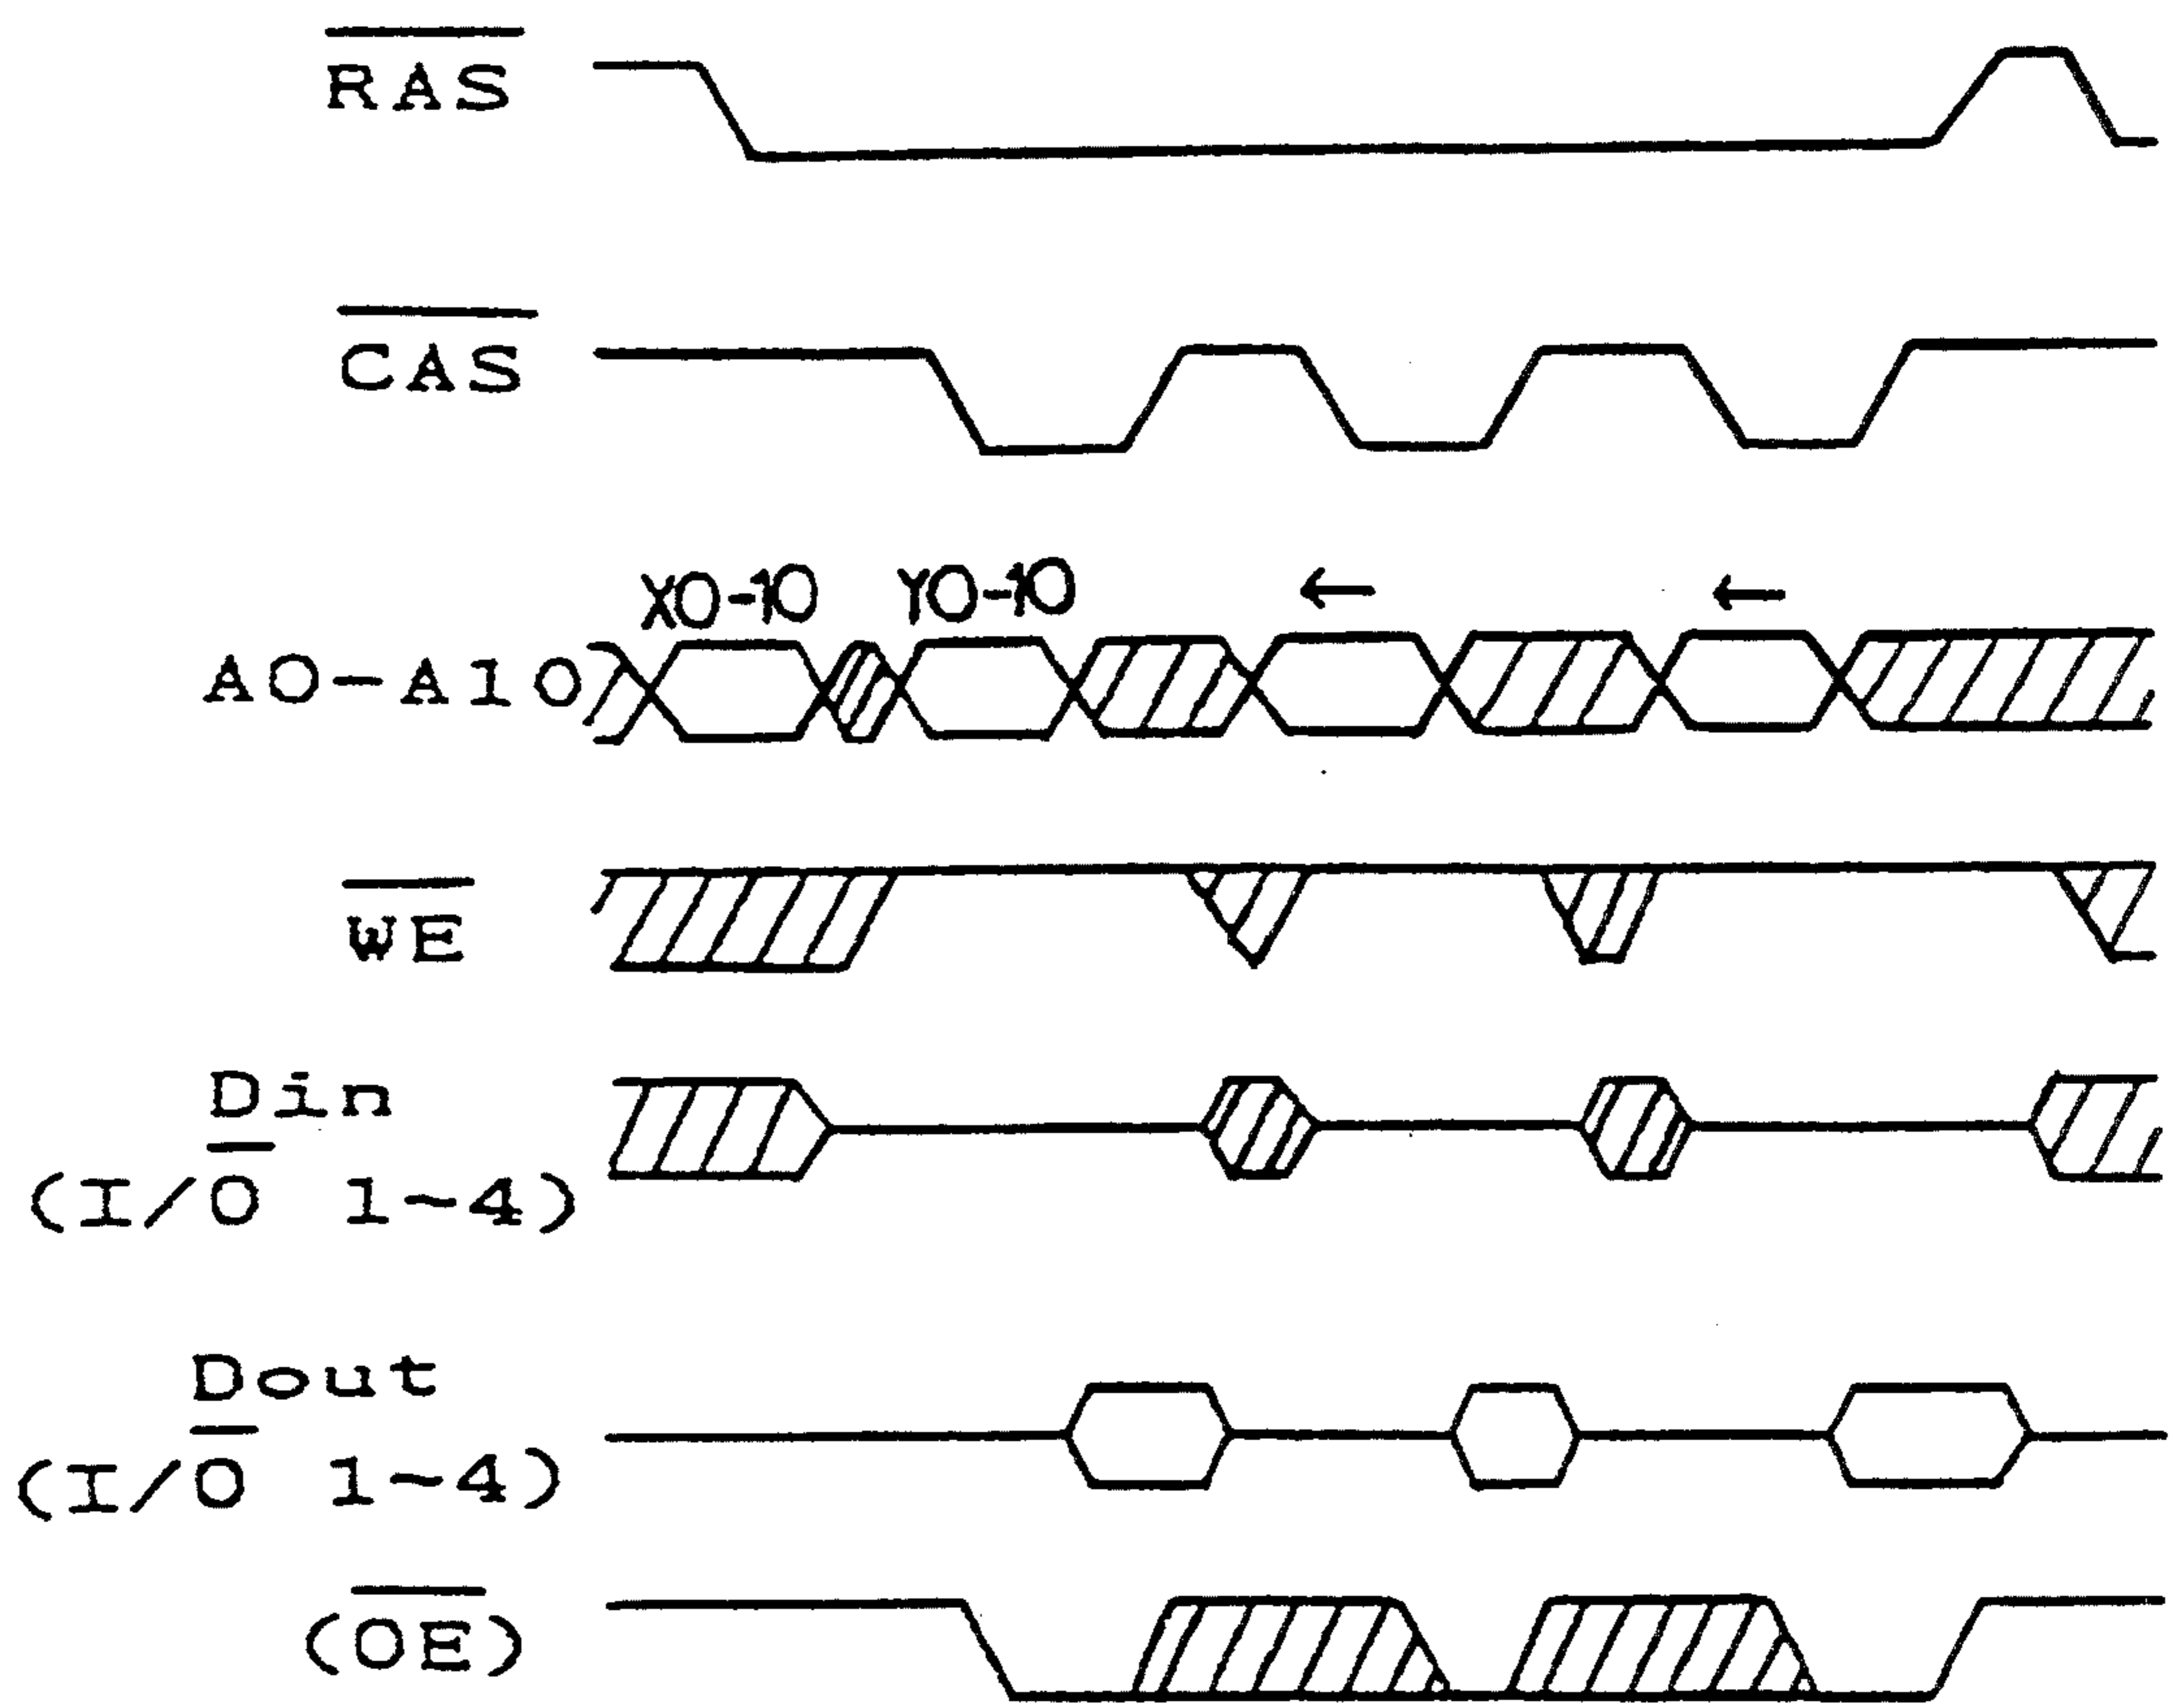 RAS
CAS
X0-10 Y0-10 ← ←
A0-A10
WE
Din
(I/O 1~4)
Dout
(I/O 1~4)
(OE)